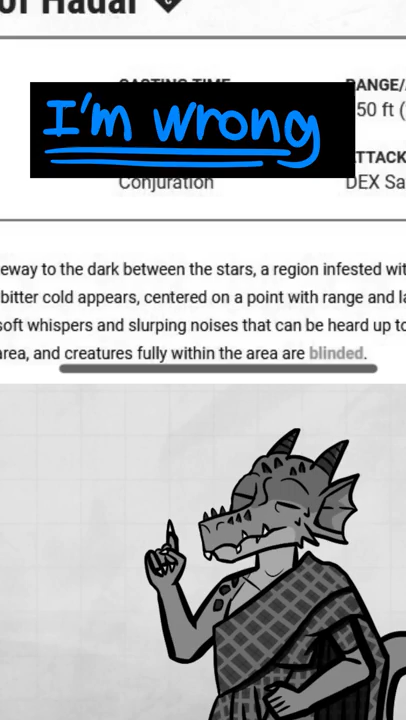 of Hadar
CASTING TIME
RANGE/
I'm wrong
50 ft (
ATTACK
Conjuration
DEX Sa
eway to the dark between the stars, a region infested wit
bitter cold appears, centered on a point with range and la
soft whispers and slurping noises that can be heard up to
area, and creatures fully within the area are blinded.